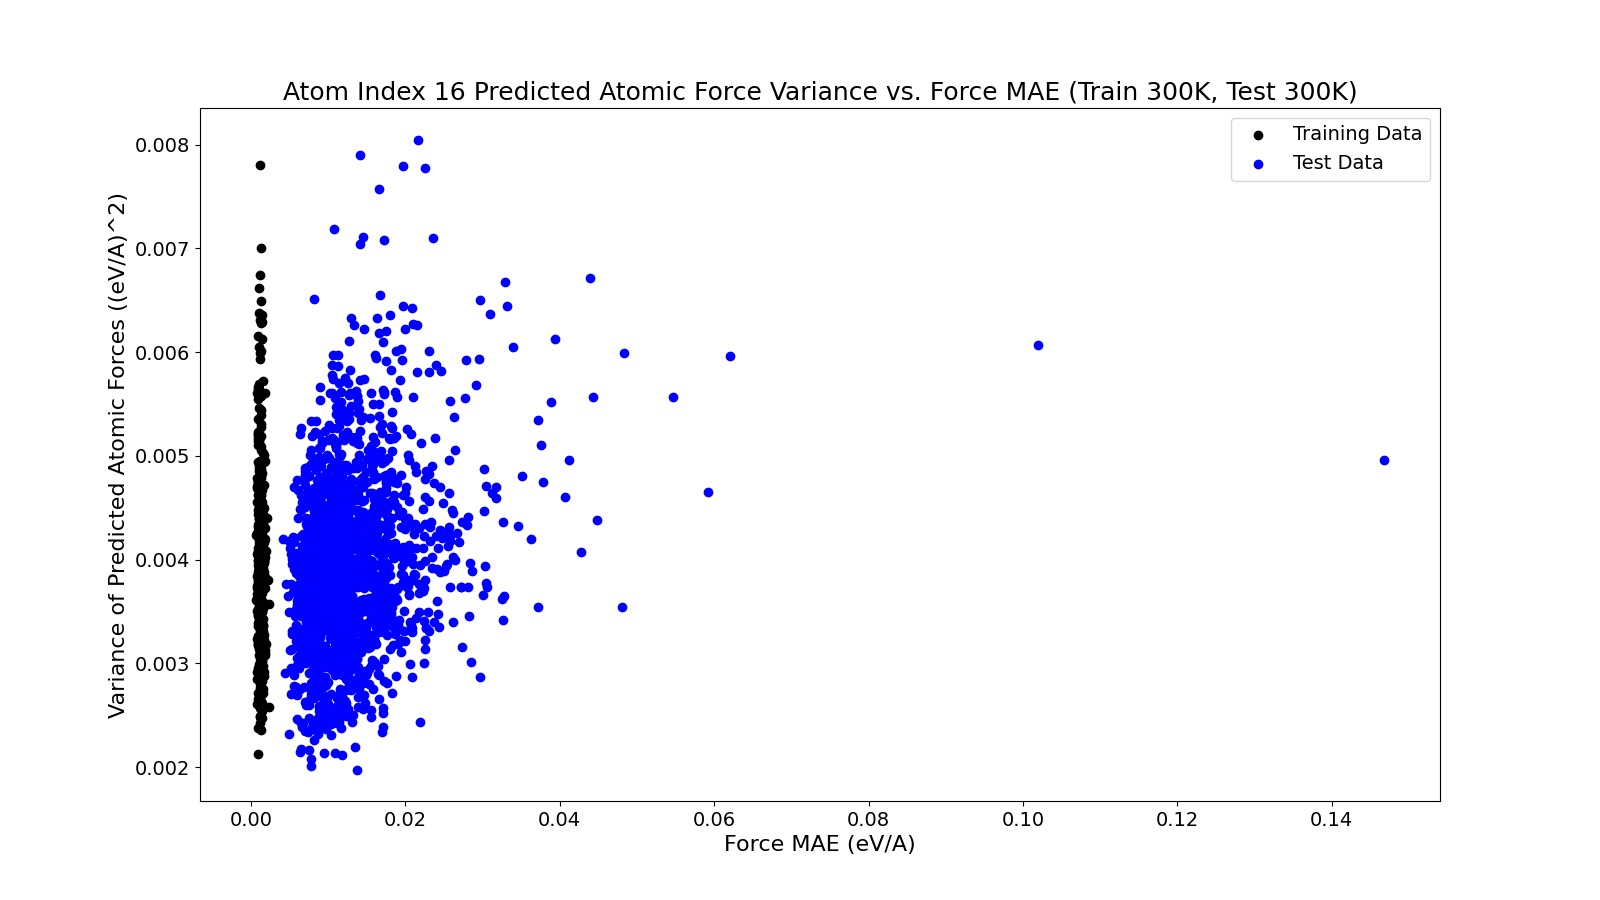 Atom Index 16 Predicted Atomic Force Variance vs. Force MAE (Train 300K, Test 300K)
Training Data
Test Data
Variance of Predicted Atomic Forces ((eV/A)^2)
0.008
0.007
0.006
0.005
0.004
0.003
0.002
0.00 0.02 0.04 0.06 0.08 0.10 0.12 0.14
Force MAE (eV/A)